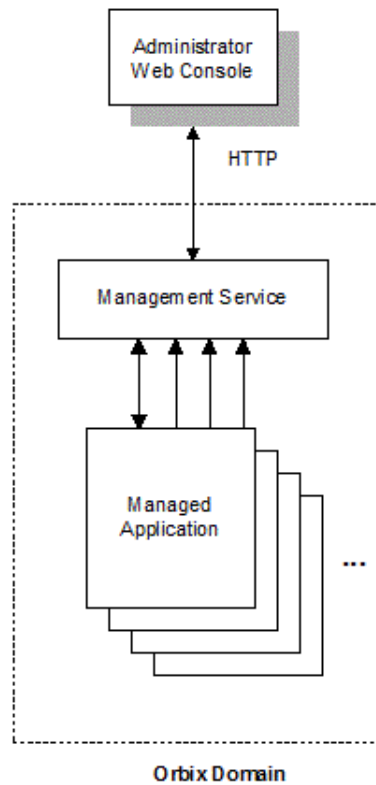 Administrator
Web Console
HTTP
Management Service
Managed
Application
...
Orbix Domain